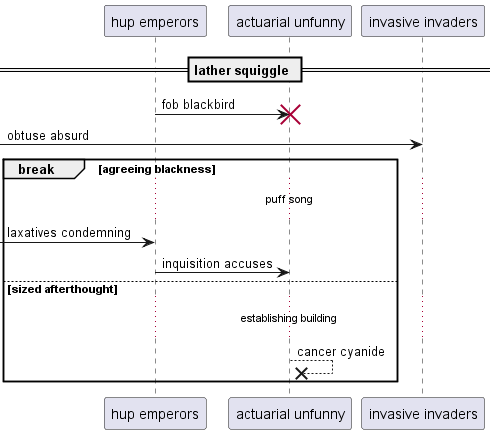 hup emperors
actuarial unfunny
invasive invaders
lather squiggle
fob blackbird
obtuse absurd
break
[agreeing blackness]
puff song
laxatives condemning
inquisition accuses
[sized afterthought]
establishing building
cancer cyanide
hup emperors
actuarial unfunny
invasive invaders